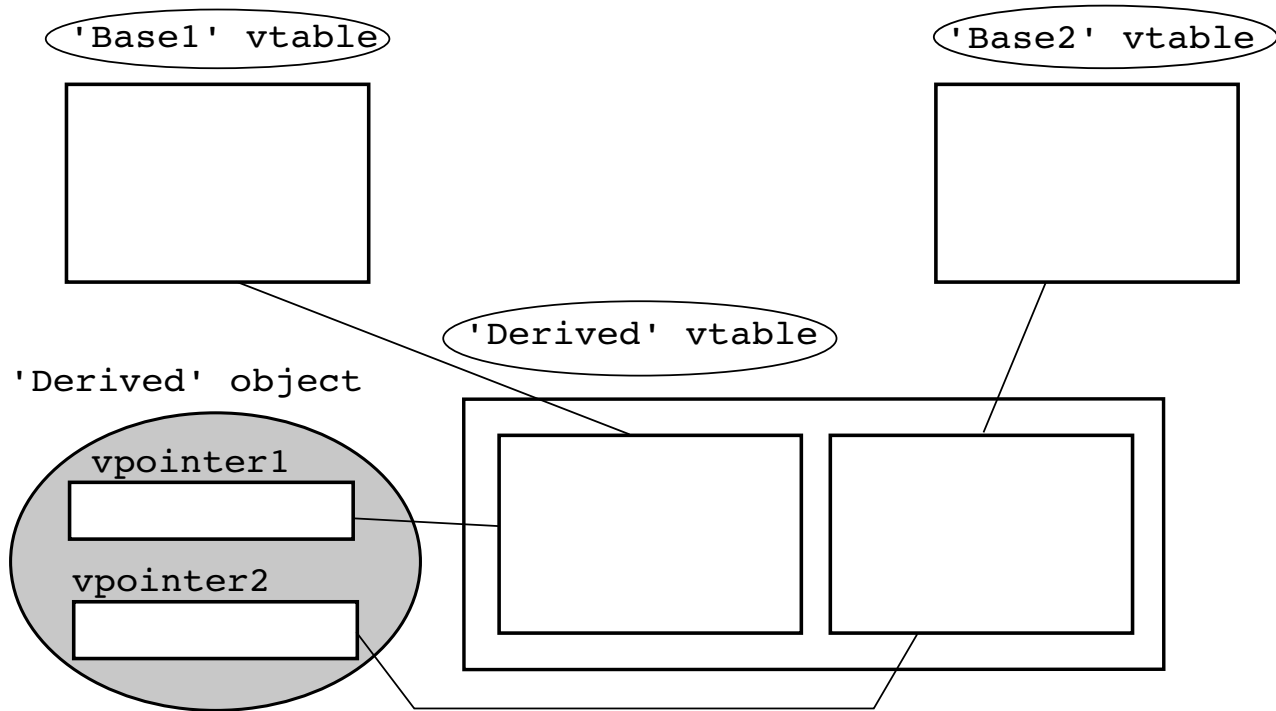 'Base1' vtable
'Base2' vtable
'Derived' vtable
'Derived' object
vpointer1
vpointer2